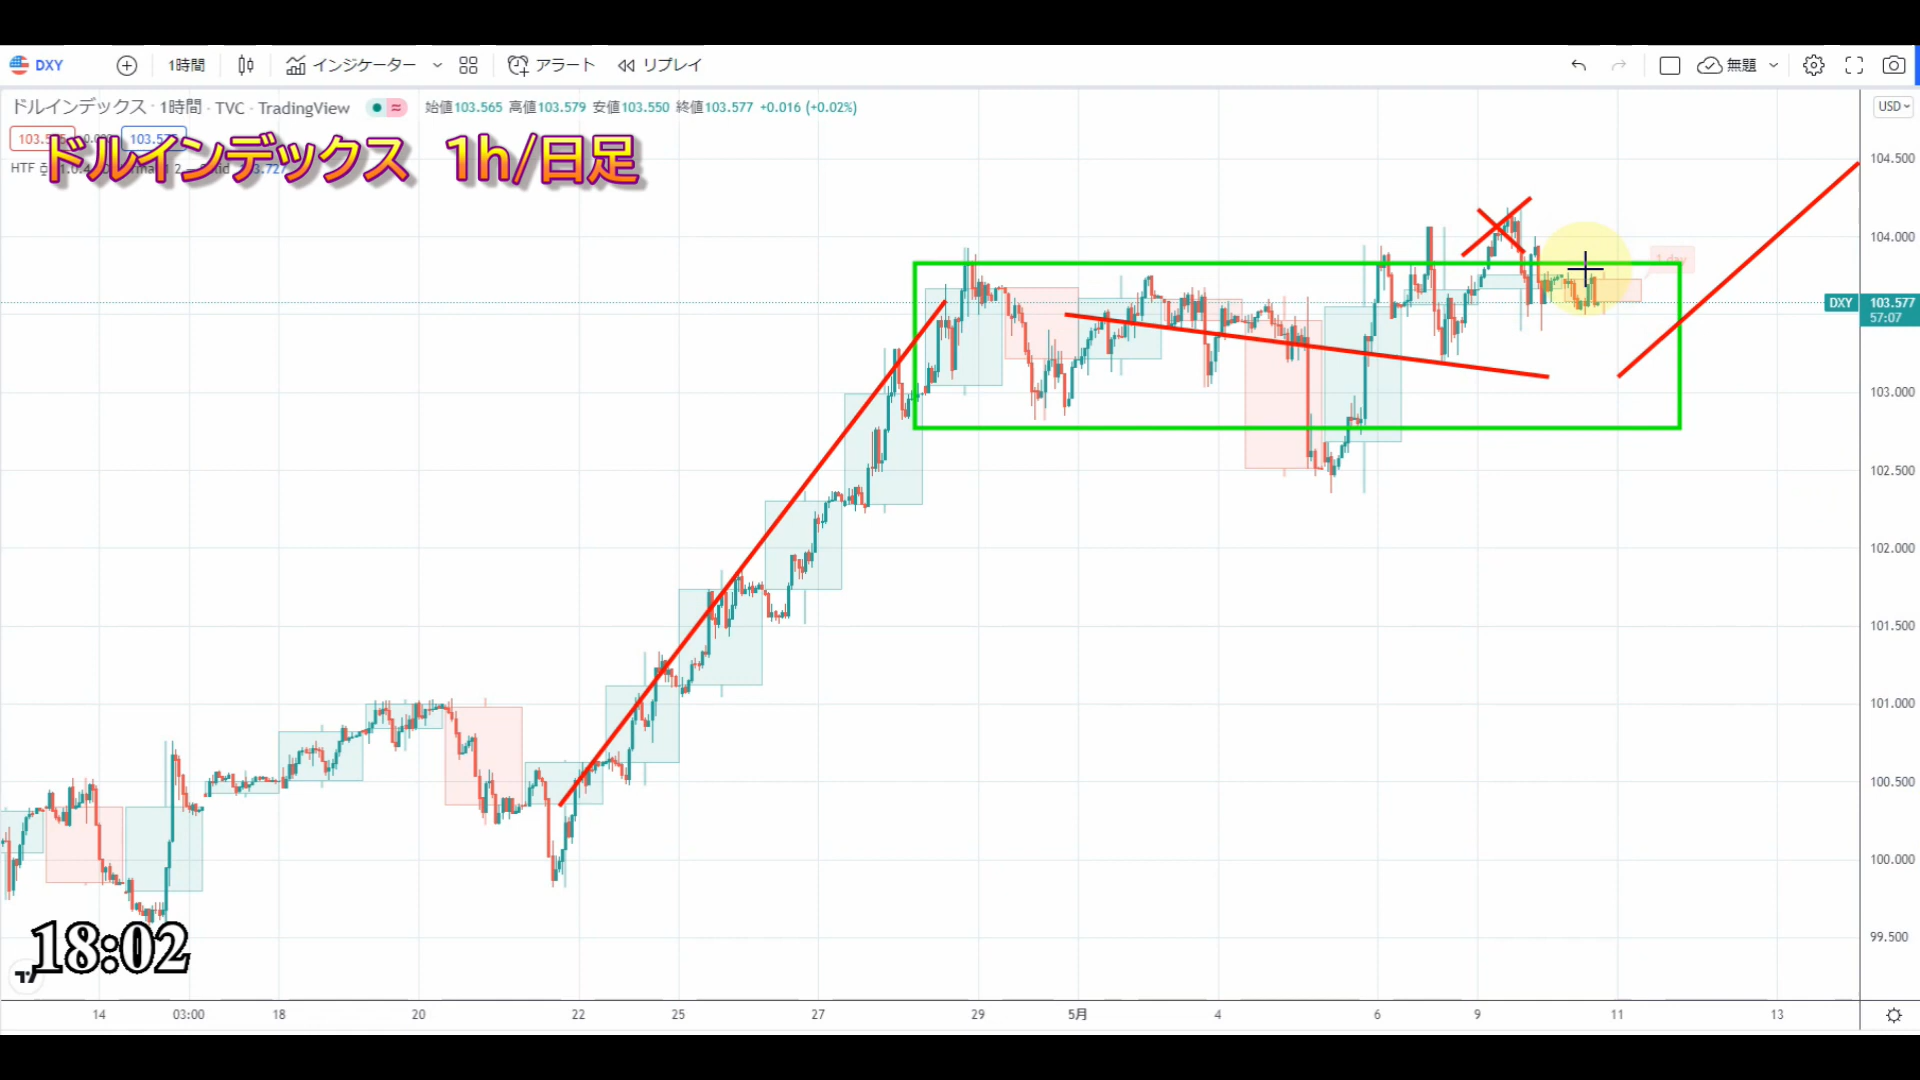 DXY 1時間 インジケーター アラート リプレイ 無題
ドルインデックス · 1時間 · TVC · TradingView 始値103.565 高値103.579 安値103.550 終値103.577 +0.016 (+0.02%) USD
ドルインデックス 1h/日足
HTF
104.500
104.000
1 day
DXY 103.577
57:07
103.000
102.500
102.000
101.500
101.000
100.500
100.000
99.500
18:02
14 03:00 18 20 22 25 27 29 5月 4 6 9 11 13